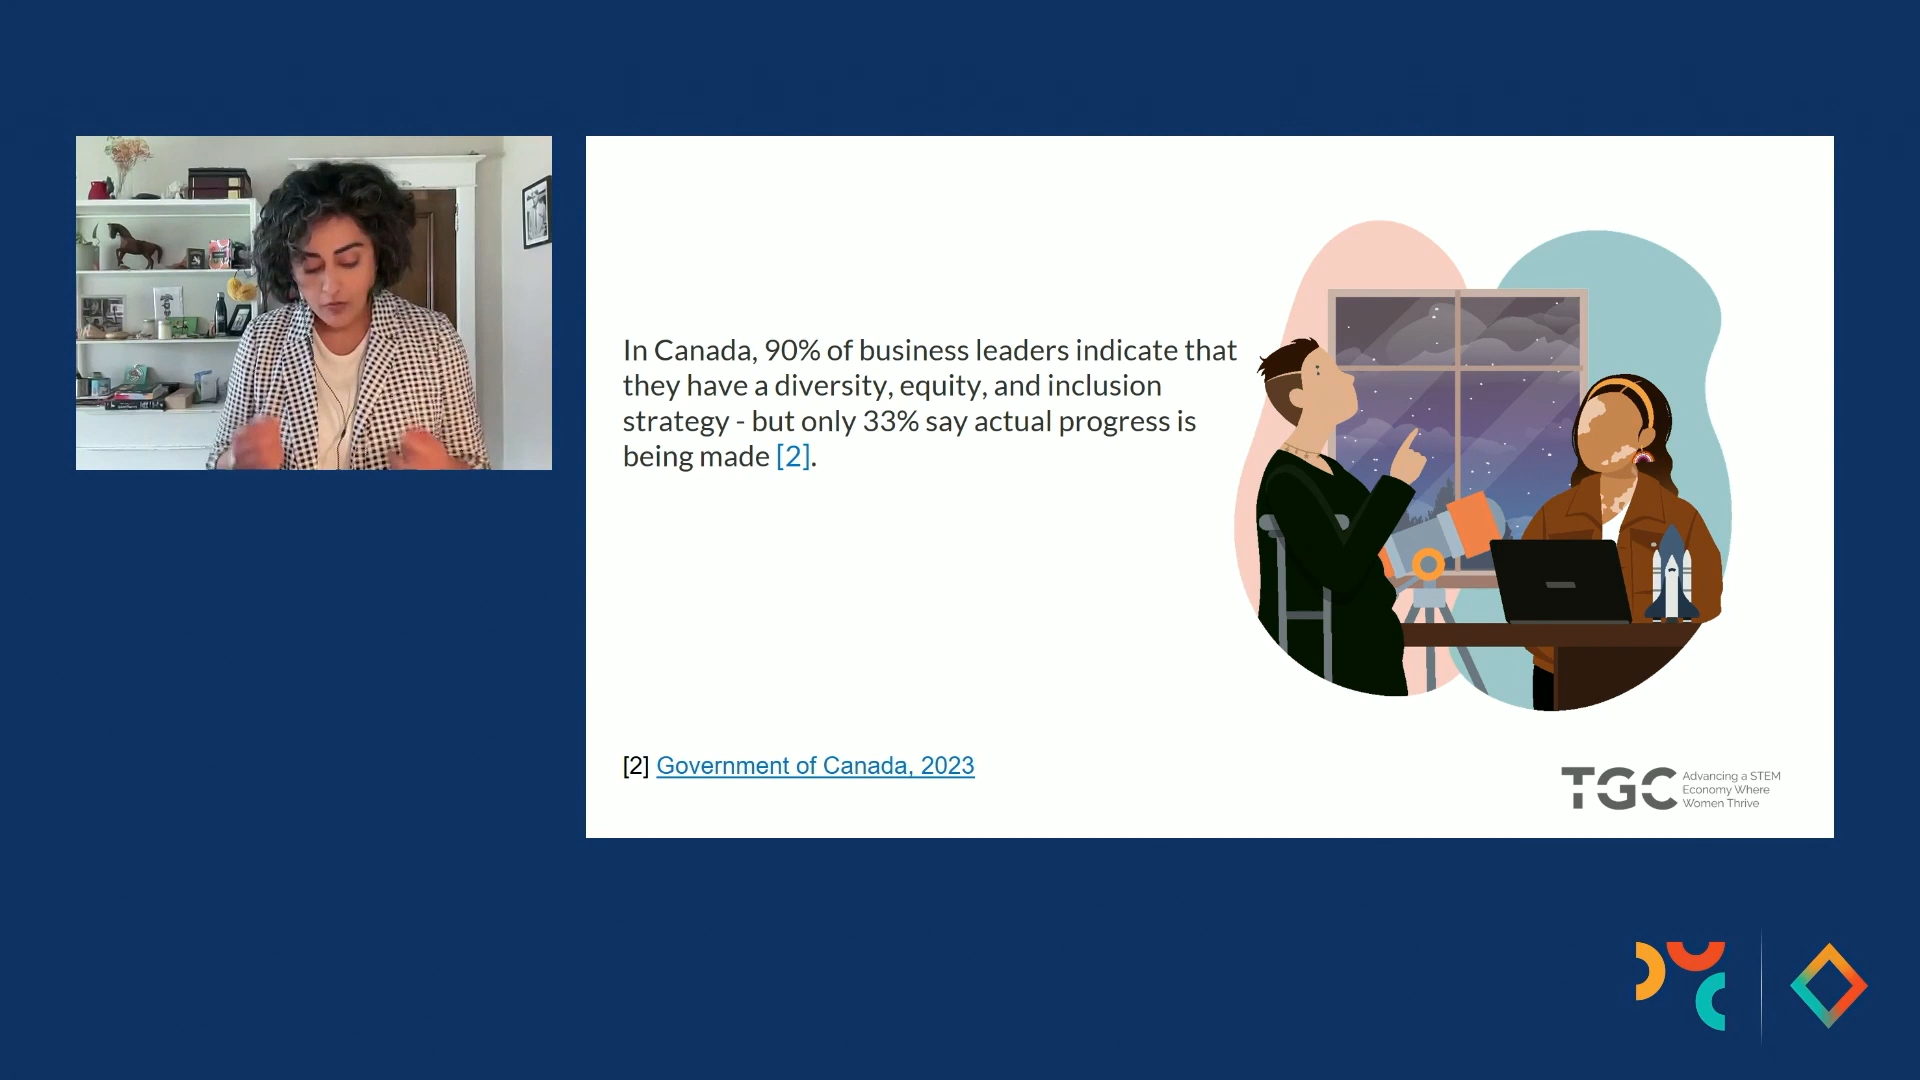 In Canada, 90% of business leaders indicate that
they have a diversity, equity, and inclusion
strategy - but only 33% say actual progress is
being made [2].
[2] Government of Canada, 2023
TGC
Advancing a STEM
Economy Where
Women Thrive